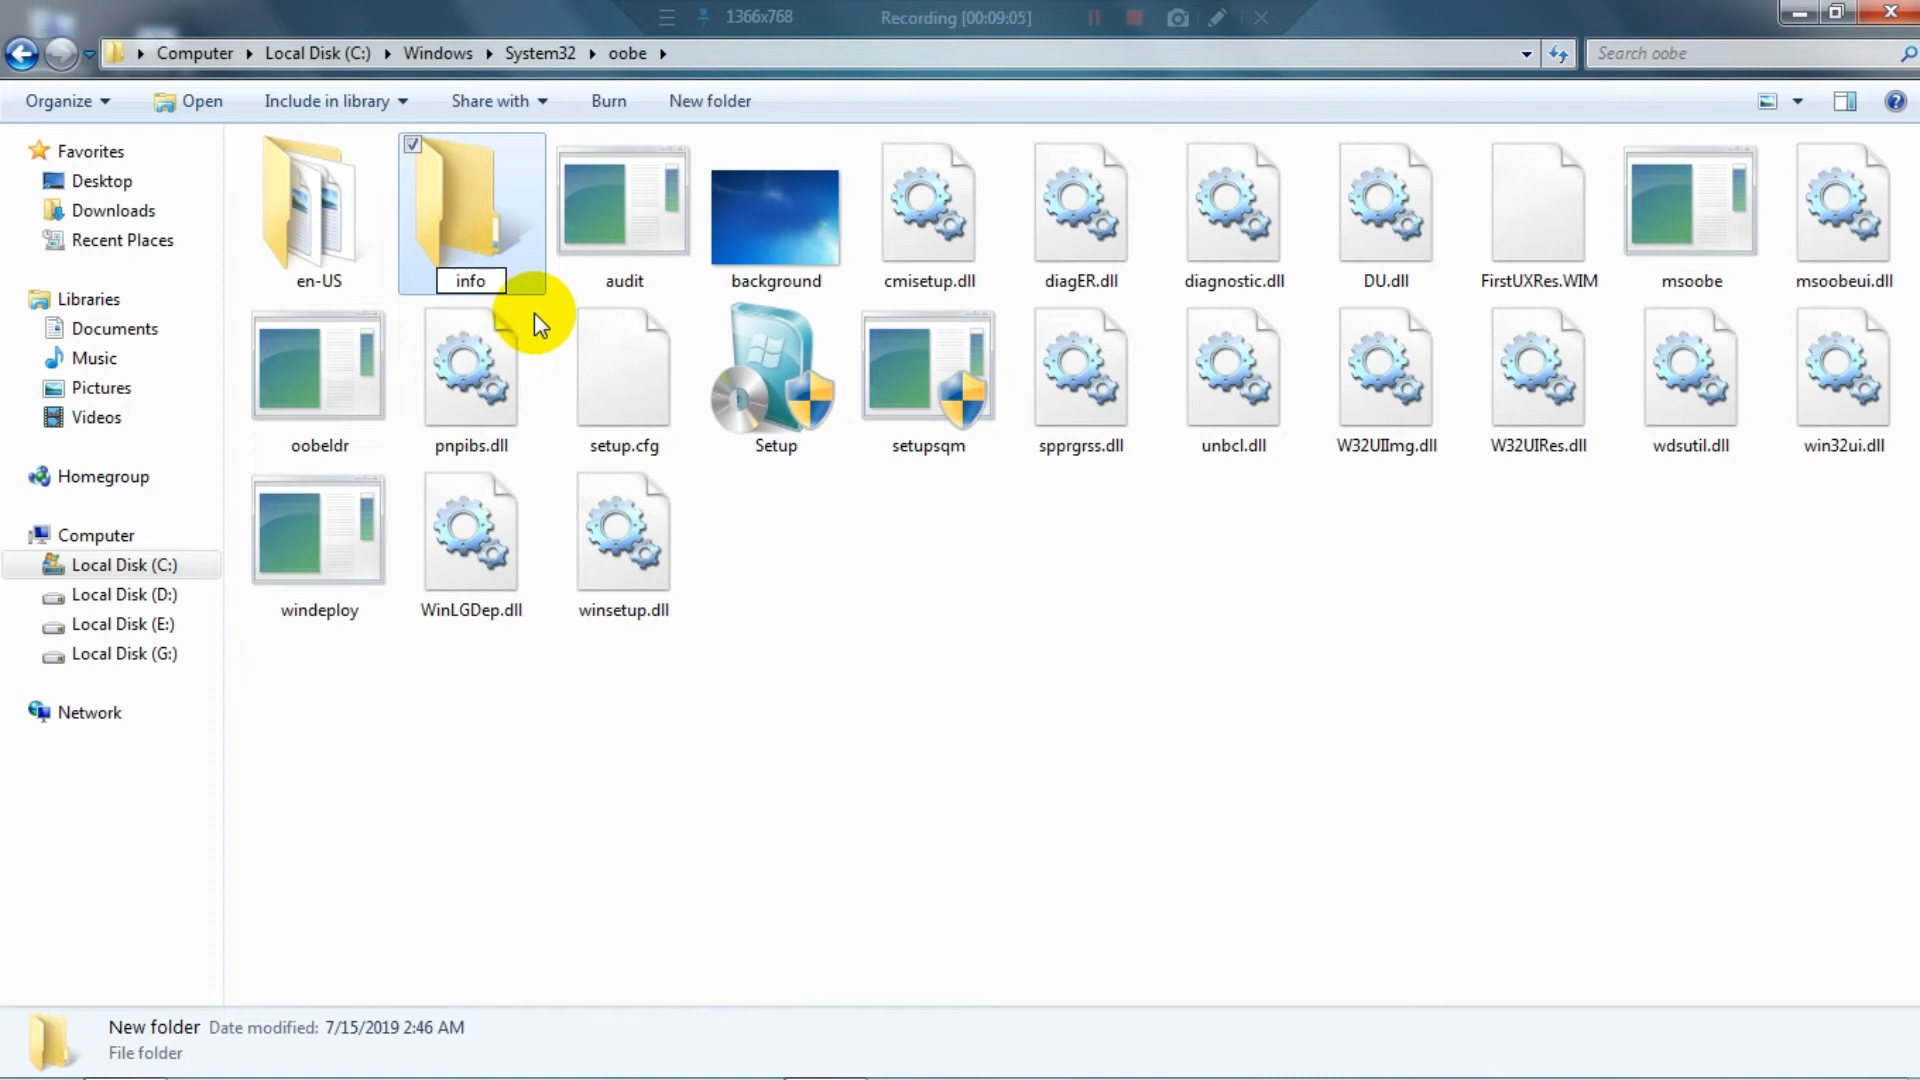 1366x768
Recording [00:09:05]
Computer
Local Disk (C:)
Windows
System32
oobe
Search oobe
Organize
Open
Include in library
Share with
Burn
New folder
Favorites
Desktop
Downloads
Recent Places
Libraries
Documents
Music
Pictures
Videos
Homegroup
Computer
Local Disk (C:)
Local Disk (D:)
Local Disk (E:)
Local Disk (G:)
Network
en-US
info
audit
background
cmisetup.dll
diagER.dll
diagnostic.dll
DU.dll
FirstUXRes.WIM
msoobe
msoobeui.dll
oobeldr
pnpibs.dll
setup.cfg
Setup
setupsqm
spprgrss.dll
unbcl.dll
W32UIImg.dll
W32UIRes.dll
wdsutil.dll
win32ui.dll
windeploy
WinLGDep.dll
winsetup.dll
New folder Date modified: 7/15/2019 2:46 AM
File folder